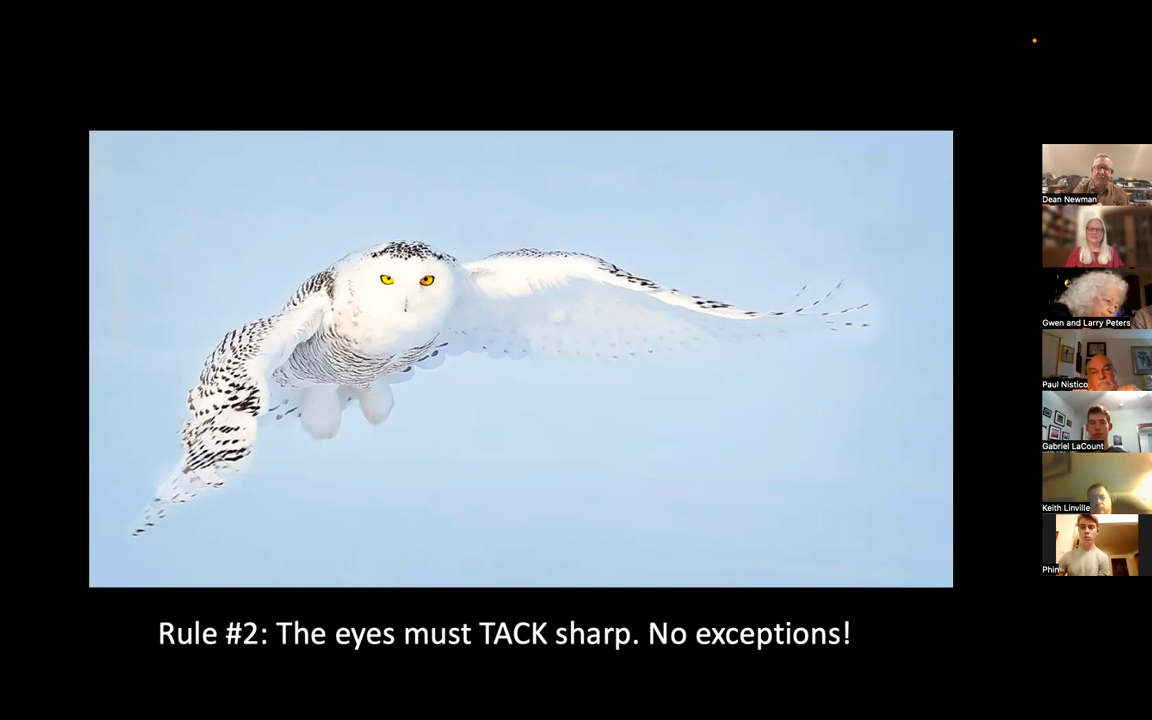 Dean Newman
Gwen and Larry Peters
Paul Nistico
Gabriel LaCount
Keith Linville
Phin
Rule #2: The eyes must TACK sharp. No exceptions!